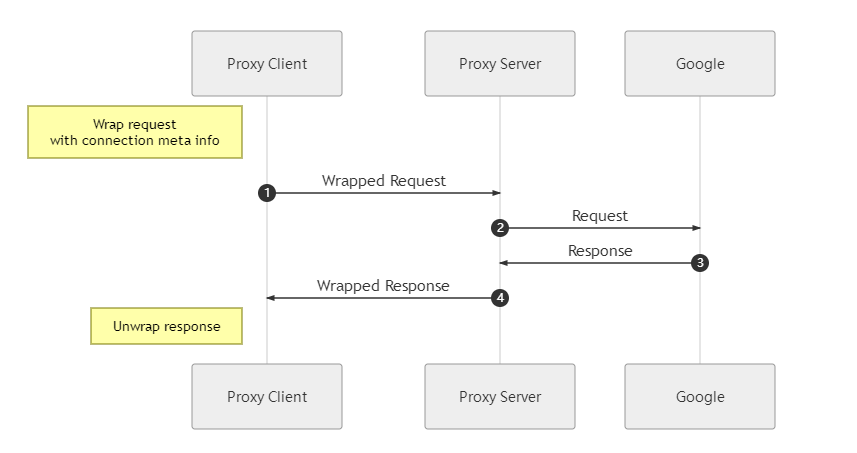 Proxy Client
Proxy Server
Google
Wrap request
with connection meta info
1
Wrapped Request
2
Request
Response
3
Wrapped Response
4
Unwrap response
Proxy Client
Proxy Server
Google